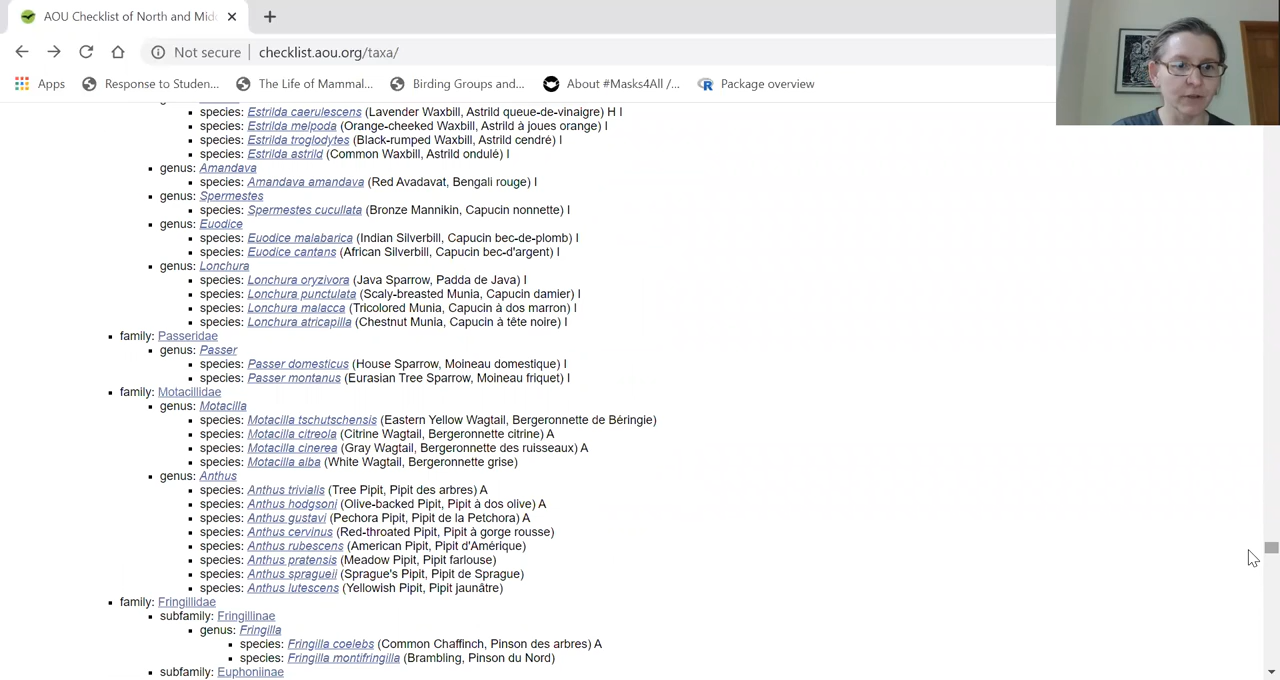 AOU Checklist of North and Mid
Not secure checklist.aou.org/taxa/
Apps Response to Studen... The Life of Mammal... Birding Groups and... About #Masks4All /... Package overview
species: Estrilda caerulescens (Lavender Waxbill, Astrild queue-de-vinaigre) H I
species: Estrilda melpoda (Orange-cheeked Waxbill, Astrild à joues orange) I
species: Estrilda troglodytes (Black-rumped Waxbill, Astrild cendré) I
species: Estrilda astrild (Common Waxbill, Astrild ondulé) I
genus: Amandava
species: Amandava amandava (Red Avadavat, Bengali rouge) I
genus: Spermestes
species: Spermestes cucullata (Bronze Mannikin, Capucin nonnette) I
genus: Euodice
species: Euodice malabarica (Indian Silverbill, Capucin bec-de-plomb) I
species: Euodice cantans (African Silverbill, Capucin bec-d'argent) I
genus: Lonchura
species: Lonchura oryzivora (Java Sparrow, Padda de Java) I
species: Lonchura punctulata (Scaly-breasted Munia, Capucin damier) I
species: Lonchura malacca (Tricolored Munia, Capucin à dos marron) I
species: Lonchura atricapilla (Chestnut Munia, Capucin à tête noire) I
family: Passeridae
genus: Passer
species: Passer domesticus (House Sparrow, Moineau domestique) I
species: Passer montanus (Eurasian Tree Sparrow, Moineau friquet) I
family: Motacillidae
genus: Motacilla
species: Motacilla tschutschensis (Eastern Yellow Wagtail, Bergeronnette de Béringie)
species: Motacilla citreola (Citrine Wagtail, Bergeronnette citrine) A
species: Motacilla cinerea (Gray Wagtail, Bergeronnette des ruisseaux) A
species: Motacilla alba (White Wagtail, Bergeronnette grise)
genus: Anthus
species: Anthus trivialis (Tree Pipit, Pipit des arbres) A
species: Anthus hodgsoni (Olive-backed Pipit, Pipit à dos olive) A
species: Anthus gustavi (Pechora Pipit, Pipit de la Petchora) A
species: Anthus cervinus (Red-throated Pipit, Pipit à gorge rousse)
species: Anthus rubescens (American Pipit, Pipit d'Amérique)
species: Anthus pratensis (Meadow Pipit, Pipit farlouse)
species: Anthus spragueii (Sprague's Pipit, Pipit de Sprague)
species: Anthus lutescens (Yellowish Pipit, Pipit jaunâtre)
family: Fringillidae
subfamily: Fringillinae
genus: Fringilla
species: Fringilla coelebs (Common Chaffinch, Pinson des arbres) A
species: Fringilla montifringilla (Brambling, Pinson du Nord)
subfamily: Euphoniinae